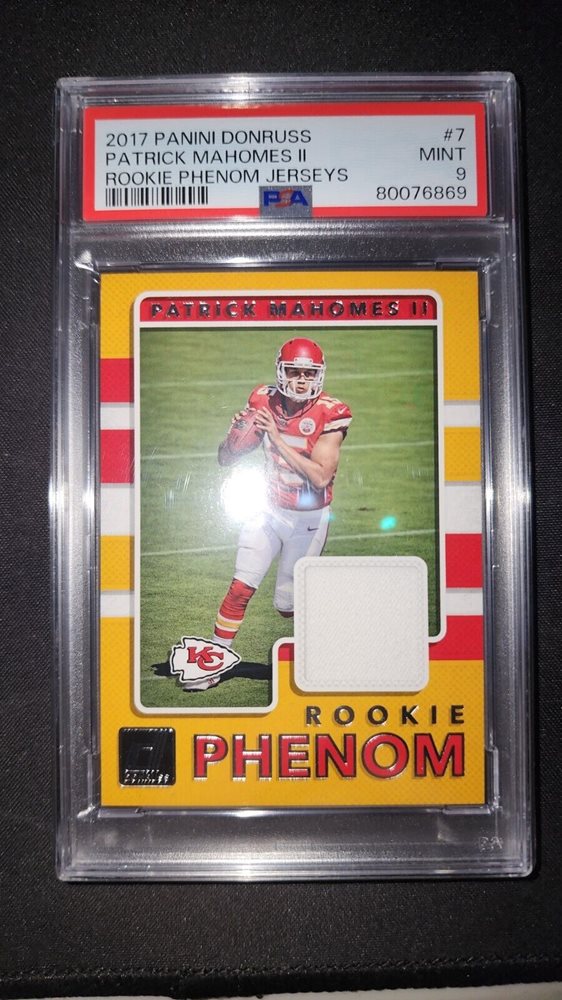 2017 PANINI DONRUSS #7
PATRICK MAHOMES II MINT
ROOKIE PHENOM JERSEYS 9
80076869
PSA
PATRICK MAHOMES II
15
KC
ROOKIE
PHENOM